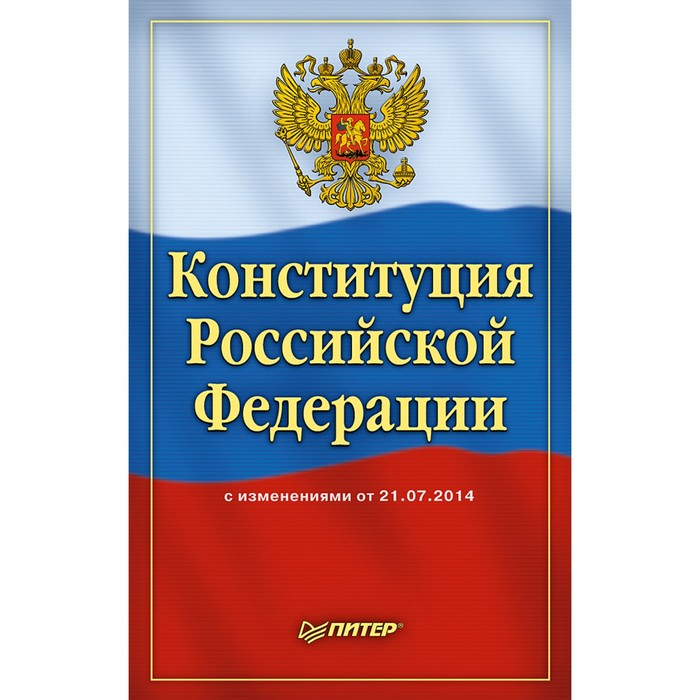 Конституция
Российской
Федерации
с изменениями от 21.07.2014
ПИТЕР®